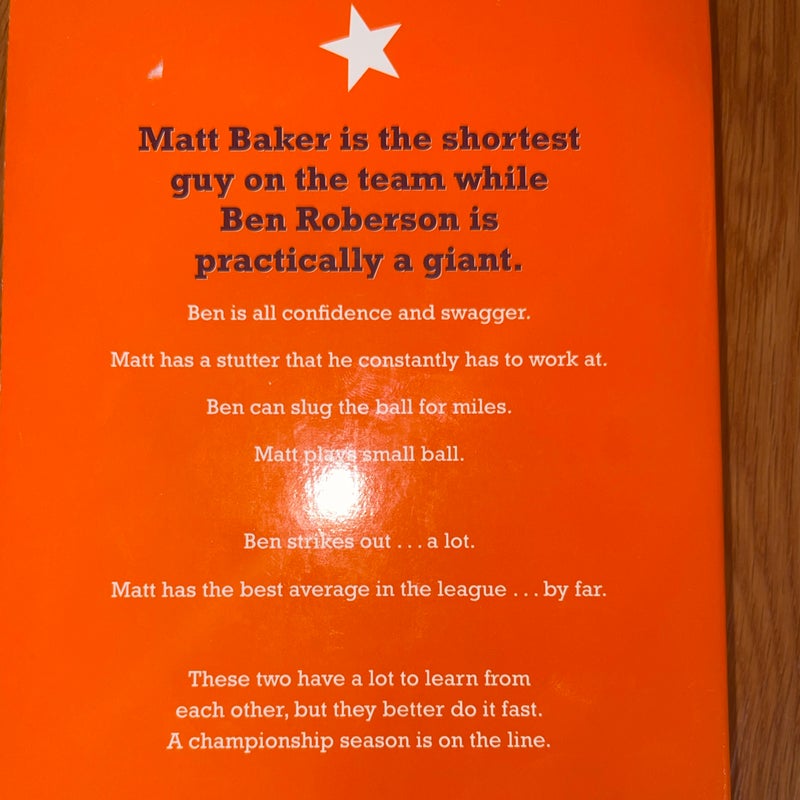 Matt Baker is the shortest
guy on the team while
Ben Roberson is
practically a giant.
Ben is all confidence and swagger.
Matt has a stutter that he constantly has to work at.
Ben can slug the ball for miles.
Matt plays small ball.
Ben strikes out . . . a lot.
Matt has the best average in the league . . . by far.
These two have a lot to learn from
each other, but they better do it fast.
A championship season is on the line.